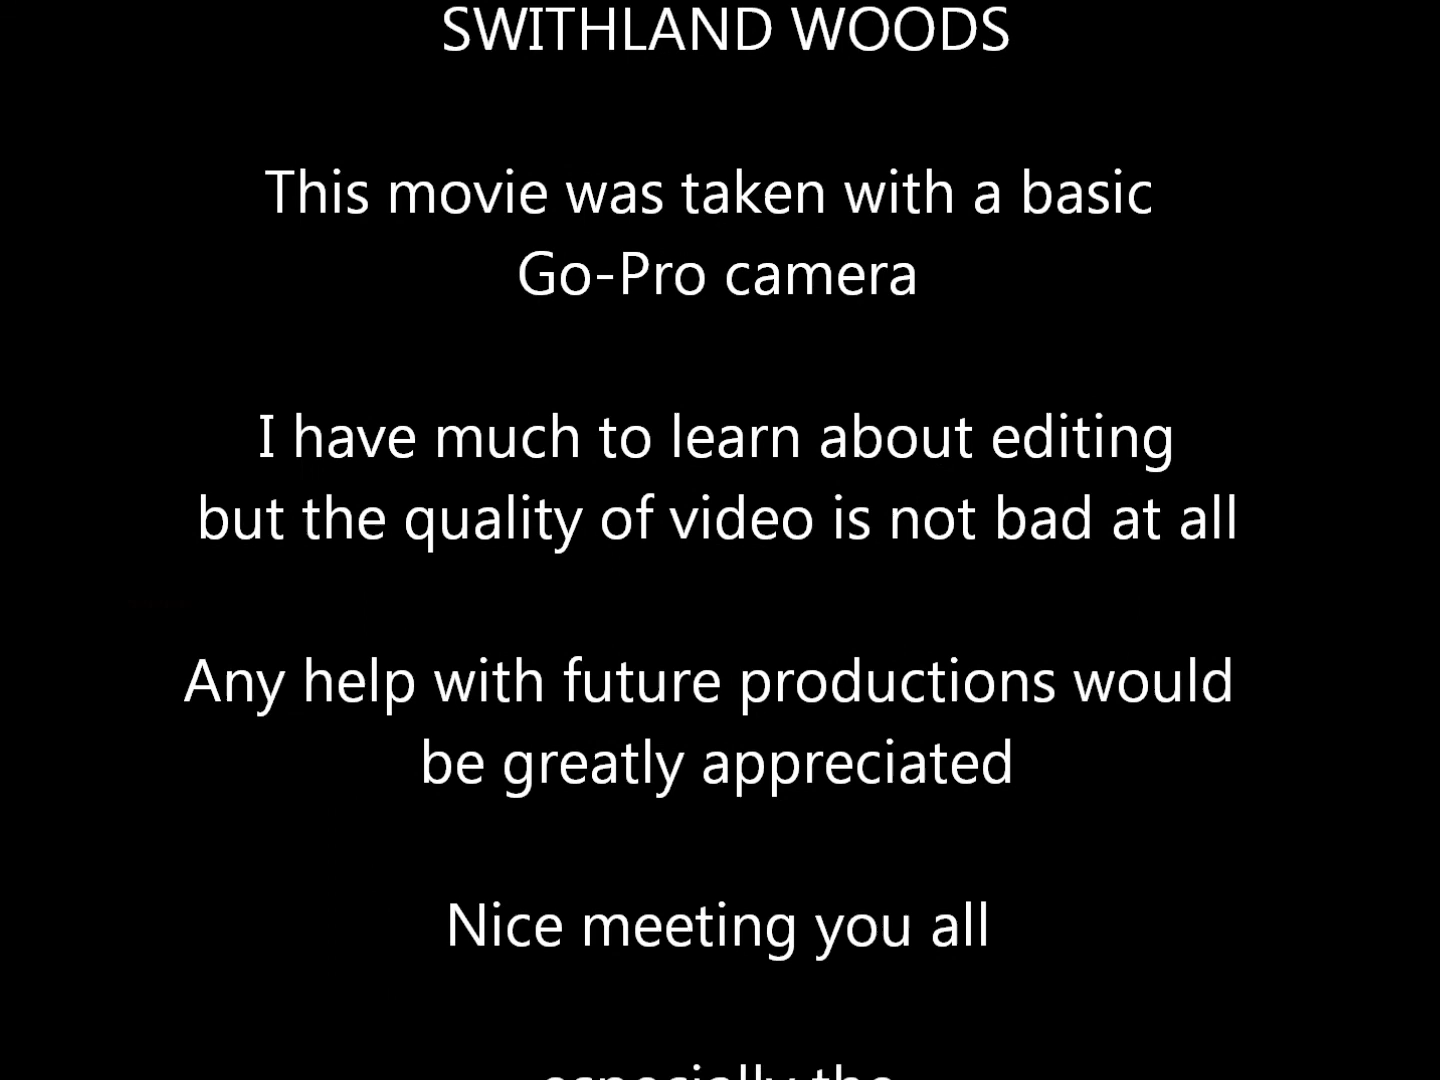 SWITHLAND WOODS
This movie was taken with a basic
Go-Pro camera
I have much to learn about editing
but the quality of video is not bad at all
Any help with future productions would
be greatly appreciated
Nice meeting you all
especially the